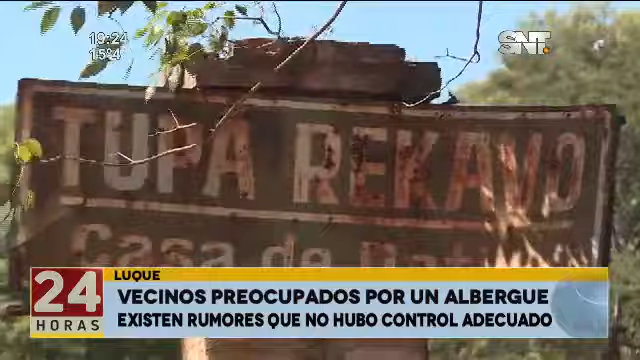 19:24
15°
SNT
TUPA REKAVO
Casa de
LUQUE
24
HORAS
VECINOS PREOCUPADOS POR UN ALBERGUE
EXISTEN RUMORES QUE NO HUBO CONTROL ADECUADO